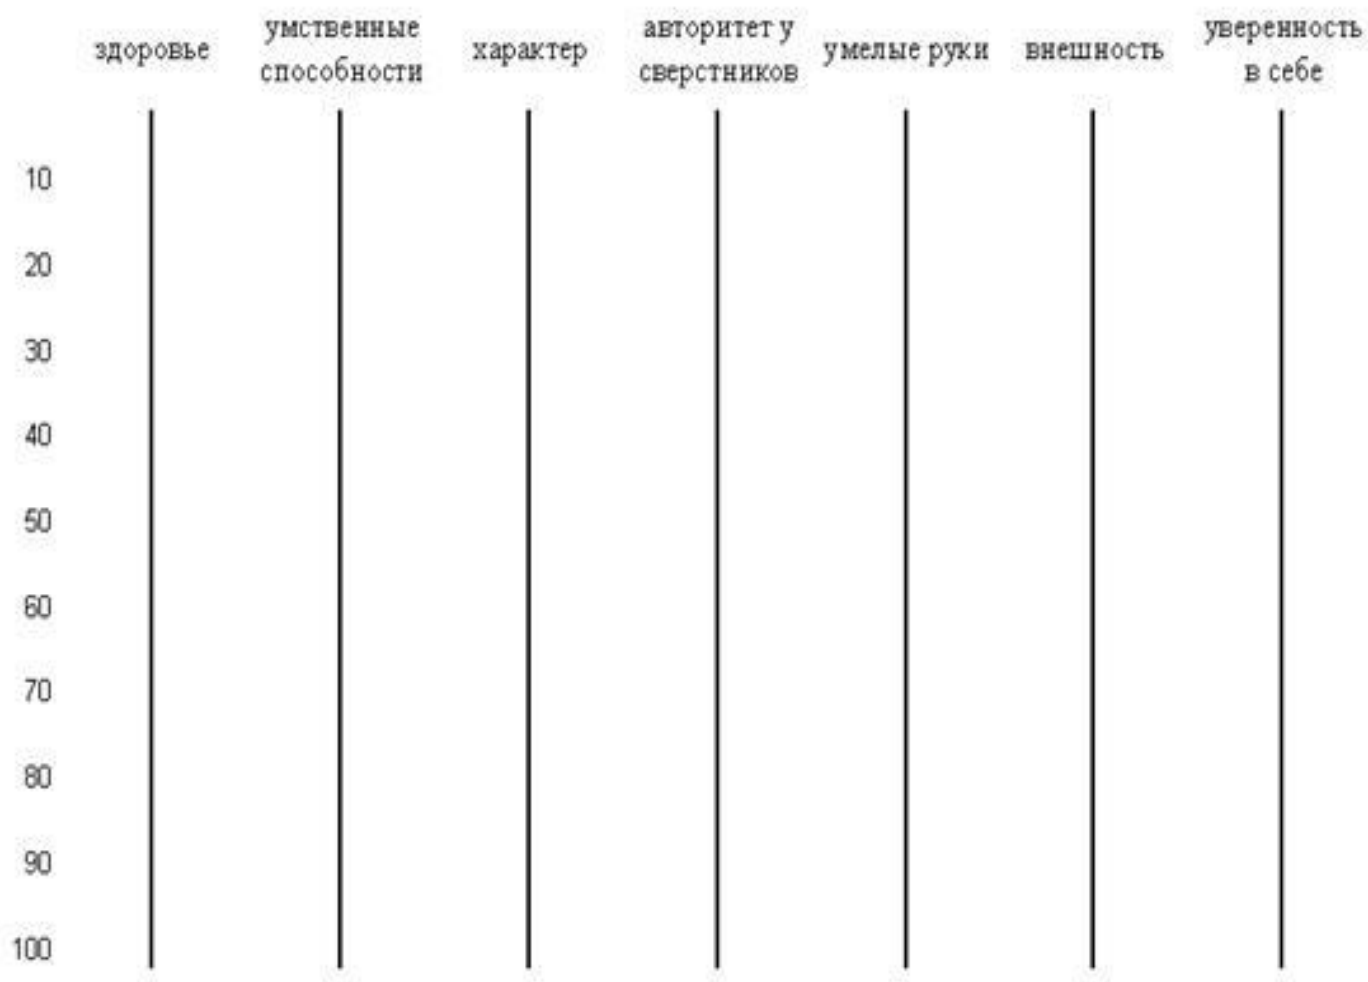 здоровье
умственные
способности
характер
авторитет у
сверстников
умелые руки
внешность
уверенность
в себе
10
20
30
40
50
60
70
80
90
100